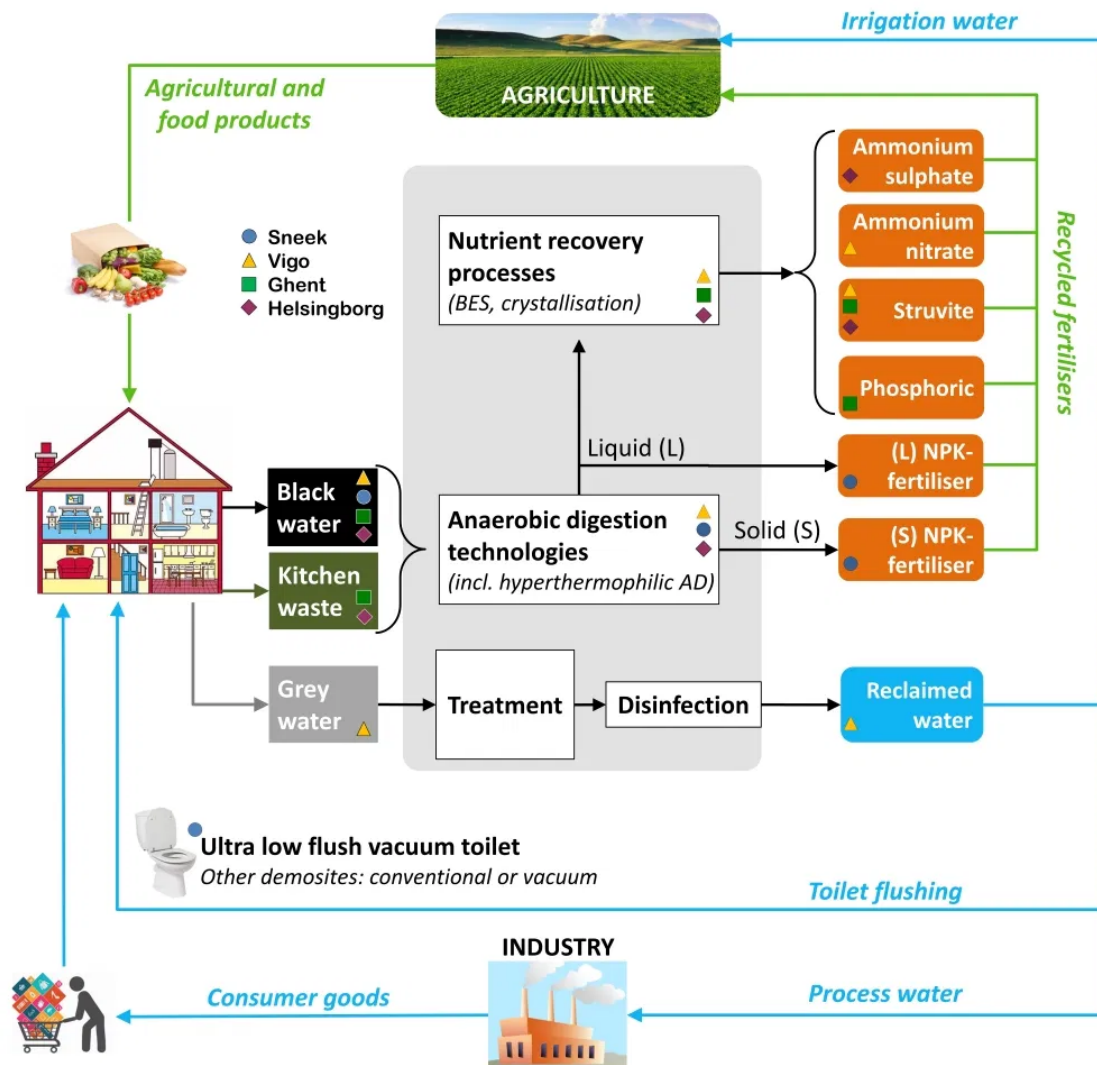 Irrigation water
AGRICULTURE
Agricultural and
food products
Sneek
Vigo
Ghent
Helsingborg
Nutrient recovery
processes
(BES, crystallisation)
Ammonium
sulphate
Ammonium
nitrate
Struvite
Phosphoric
Recycled fertilisers
Liquid (L)
(L) NPK-
fertiliser
Black
water
Kitchen
waste
Anaerobic digestion
technologies
(incl. hyperthermophilic AD)
Solid (S)
(S) NPK-
fertiliser
Grey
water
Treatment
Disinfection
Reclaimed
water
Ultra low flush vacuum toilet
Other demosites: conventional or vacuum
Toilet flushing
INDUSTRY
Consumer goods
Process water